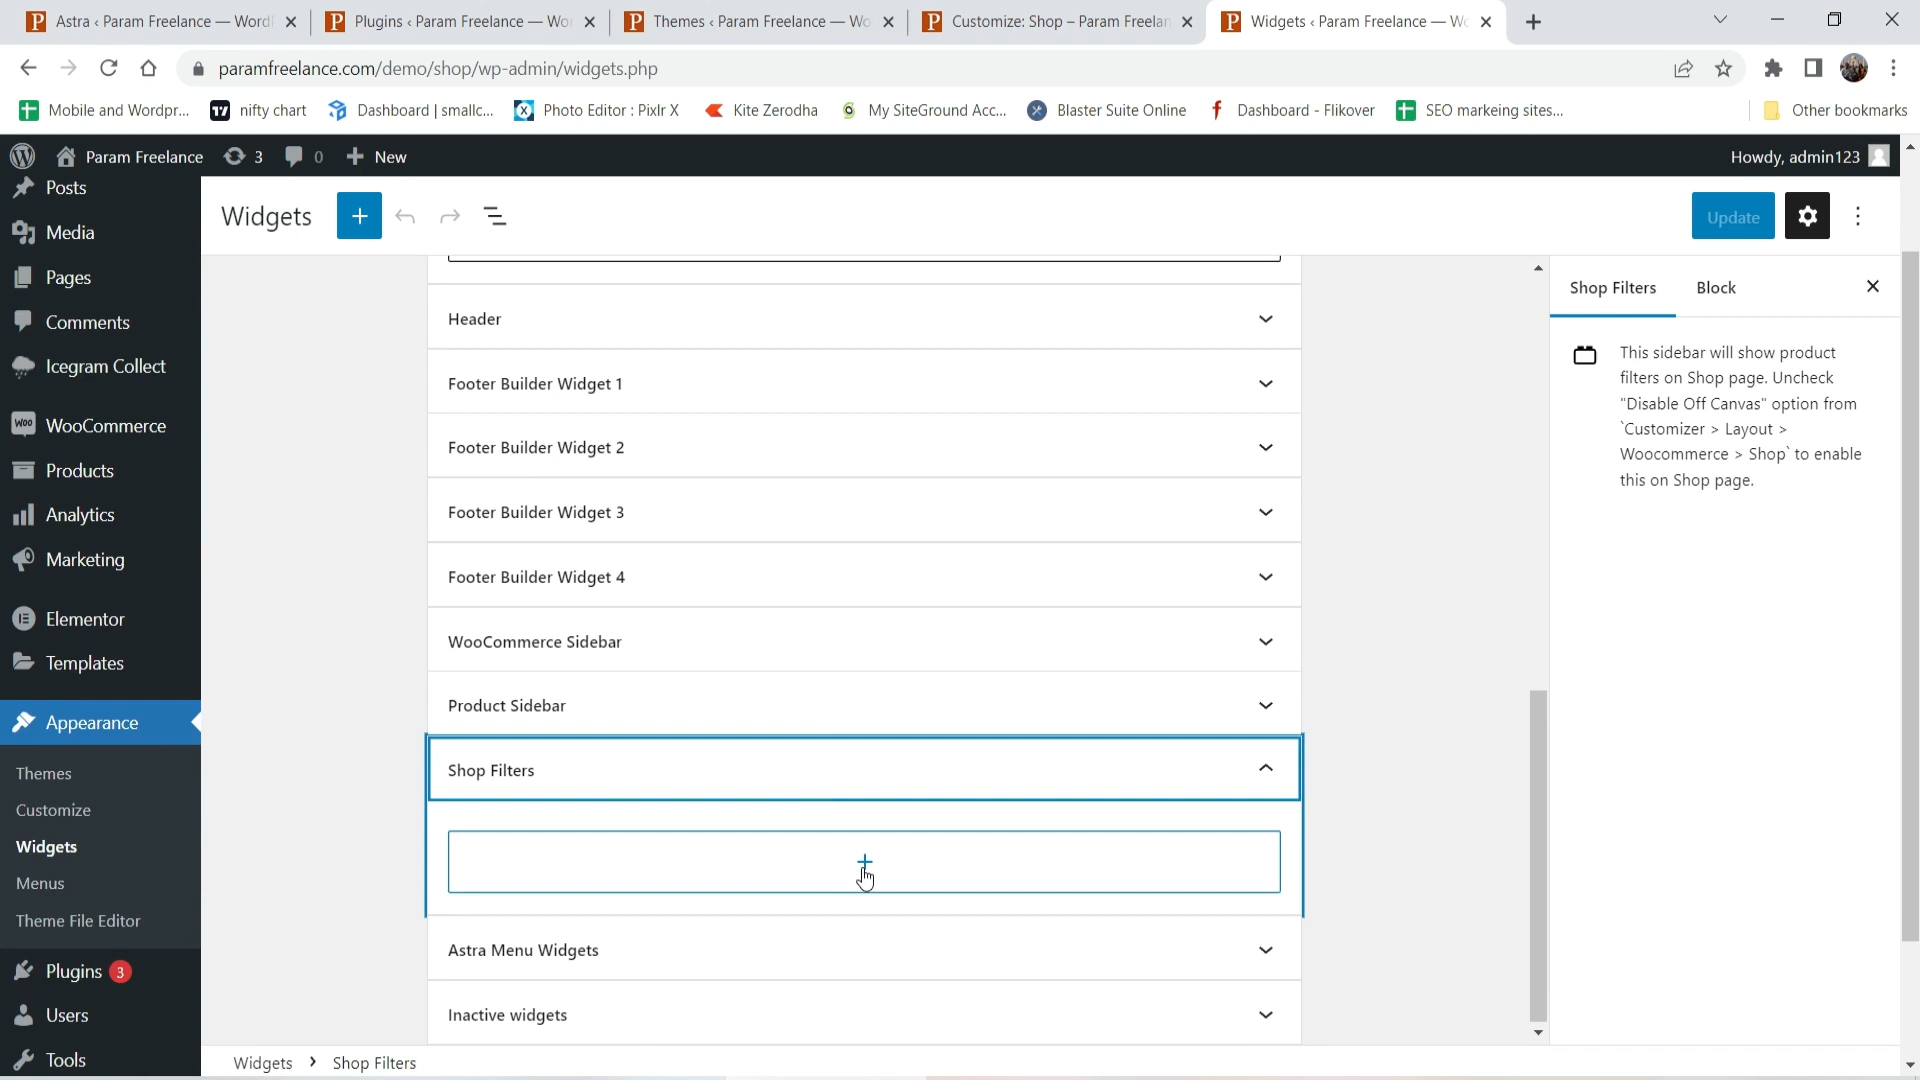 Astra ‹ Param Freelance — Word
Plugins ‹ Param Freelance — Wo
Themes ‹ Param Freelance — Wo
Customize: Shop – Param Freelan
Widgets ‹ Param Freelance — Wo
paramfreelance.com/demo/shop/wp-admin/widgets.php
Mobile and Wordpr...
nifty chart
Dashboard | smallc...
Photo Editor : Pixlr X
Kite Zerodha
My SiteGround Acc...
Blaster Suite Online
Dashboard - Flikover
SEO markeing sites...
Other bookmarks
Param Freelance
3
0
New
Howdy, admin123
Posts
Media
Pages
Comments
Icegram Collect
Woo
WooCommerce
Products
Analytics
Marketing
Elementor
Templates
Appearance
Themes
Customize
Widgets
Menus
Theme File Editor
Plugins 3
Users
Tools
Widgets
Update
Header
Footer Builder Widget 1
Footer Builder Widget 2
Footer Builder Widget 3
Footer Builder Widget 4
WooCommerce Sidebar
Product Sidebar
Shop Filters
Astra Menu Widgets
Inactive widgets
Widgets › Shop Filters
Shop Filters
Block
This sidebar will show product
filters on Shop page. Uncheck
"Disable Off Canvas" option from
`Customizer > Layout >
Woocommerce > Shop` to enable
this on Shop page.